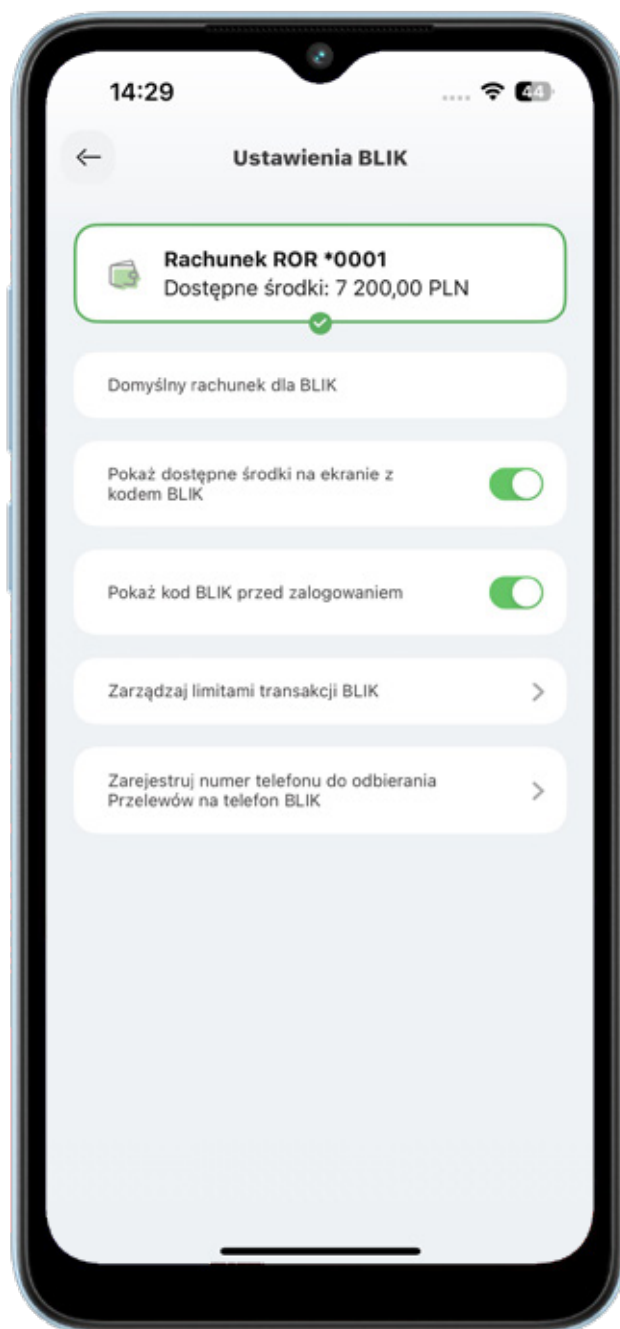 14:29
44
Ustawienia BLIK
Rachunek ROR *0001
Dostępne środki: 7 200,00 PLN
Domyślny rachunek dla BLIK
Pokaż dostępne środki na ekranie z
kodem BLIK
Pokaż kod BLIK przed zalogowaniem
Zarządzaj limitami transakcji BLIK
Zarejestruj numer telefonu do odbierania
Przelewów na telefon BLIK